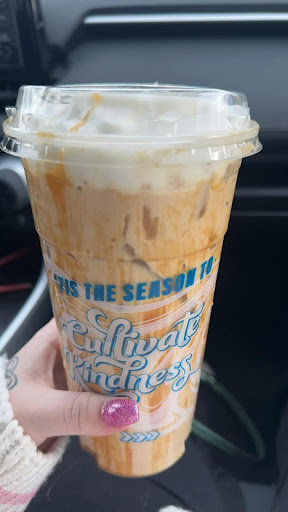 'TIS THE SEASON TO
Cultivate
Kindness